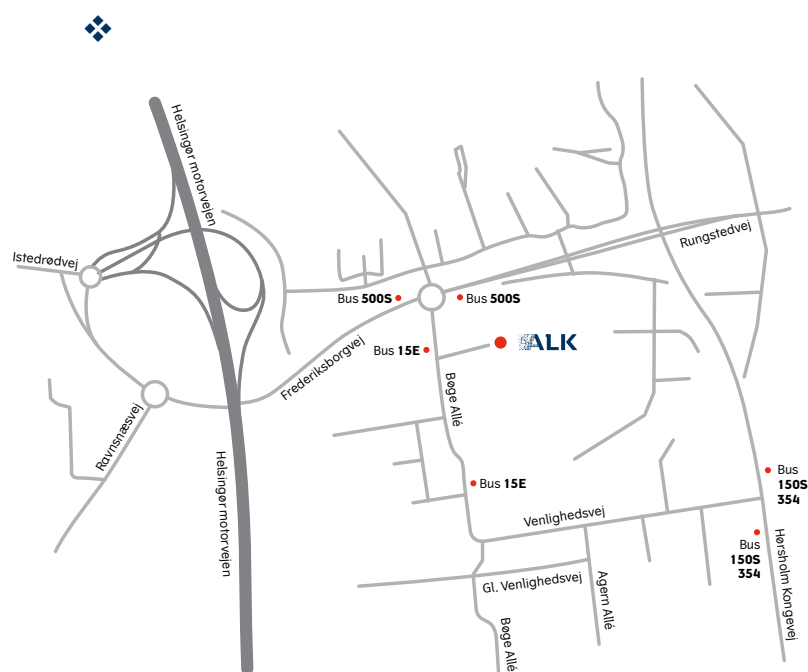 Helsingør motorvejen
Istedrødvej
Rungstedvej
Bus 500S
Bus 500S
ALK
Bus 15E
Frederiksborgvej
Bøge Allé
Ravnsnæsvej
Helsingør motorvejen
Bus 15E
Bus
150S
354
Venlighedsvej
Bus
150S
354
Hørsholm Kongevej
Gl. Venlighedsvej
Agern Allé
Bøge Allé